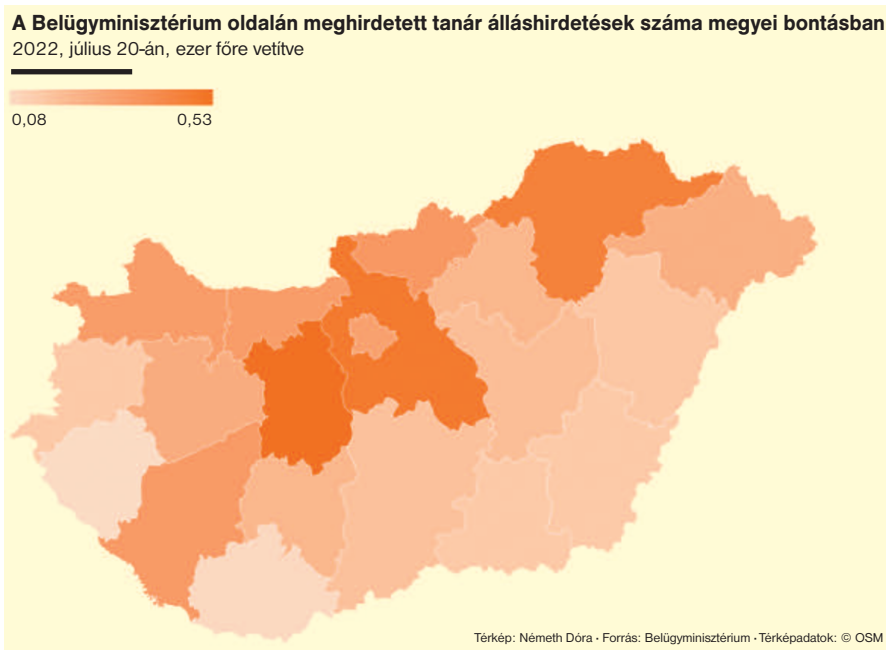 A Belügyminisztérium oldalán meghirdetett tanár álláshirdetések száma megyei bontásban
2022, július 20-án, ezer főre vetítve
0,08 0,53
Térkép: Németh Dóra · Forrás: Belügyminisztérium · Térképadatok: © OSM